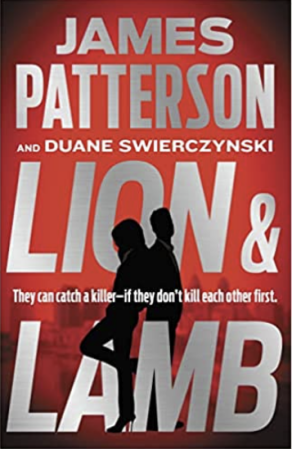 JAMES
PATTERSON
AND DUANE SWIERCZYNSKI
LION &
They can catch a killer–if they don't kill each other first.
LAMB